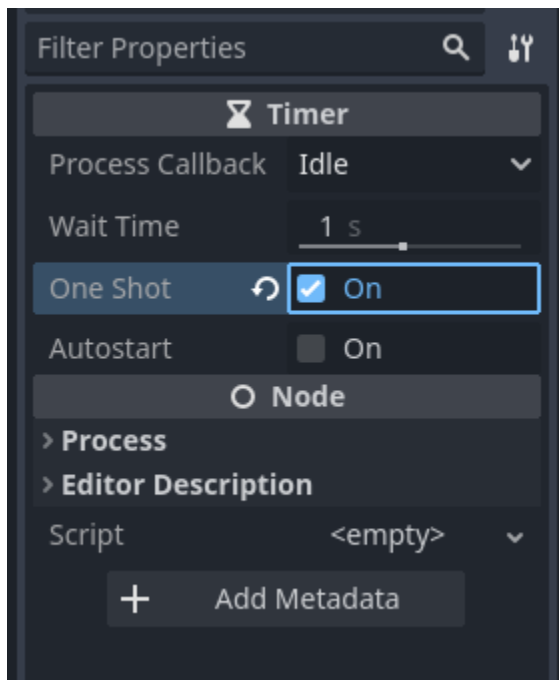 Filter Properties
Timer
Process Callback Idle
Wait Time 1 s
One Shot On
Autostart On
Node
Process
Editor Description
Script <empty>
Add Metadata